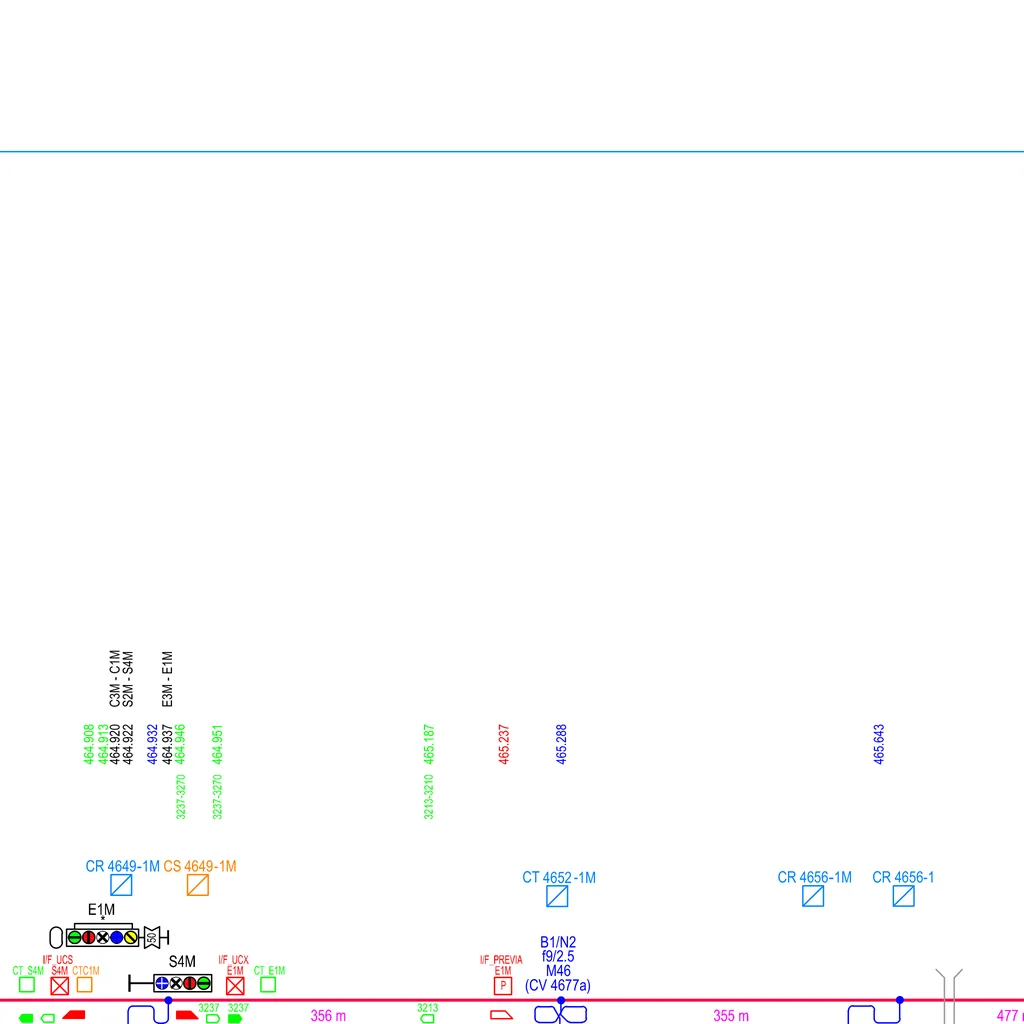 C3M - C1M
S2M - S4M
E3M - E1M
464.908
464.913
464.920
464.922
464.932
464.937
464.946
464.951
465.187
465.237
465.288
465.643
3237-3270
3237-3270
3213-3210
CR 4649-1M
CS 4649-1M
CT 4652-1M
CR 4656-1M
CR 4656-1
E1M
*
50
B1/N2
f9/2.5
M46
(CV 4677a)
I/F_UCS
S4M
CT_S4M
CTC1M
S4M
I/F_UCX
E1M
CT_E1M
I/F_PREVIA
E1M
P
3237
3237
356 m
3213
355 m
477